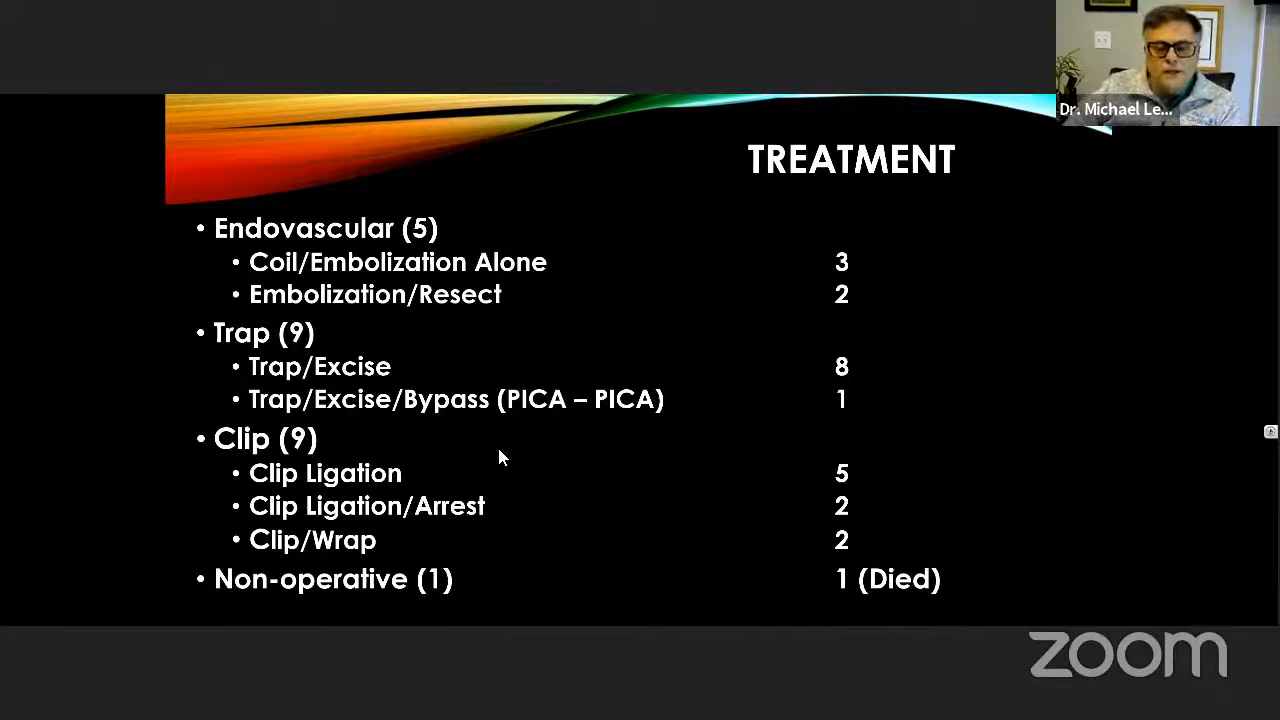 Dr. Michael Le...
TREATMENT
• Endovascular (5)
• Coil/Embolization Alone 3
• Embolization/Resect 2
• Trap (9)
• Trap/Excise 8
• Trap/Excise/Bypass (PICA – PICA) 1
• Clip (9)
• Clip Ligation 5
• Clip Ligation/Arrest 2
• Clip/Wrap 2
• Non-operative (1) 1 (Died)
zoom